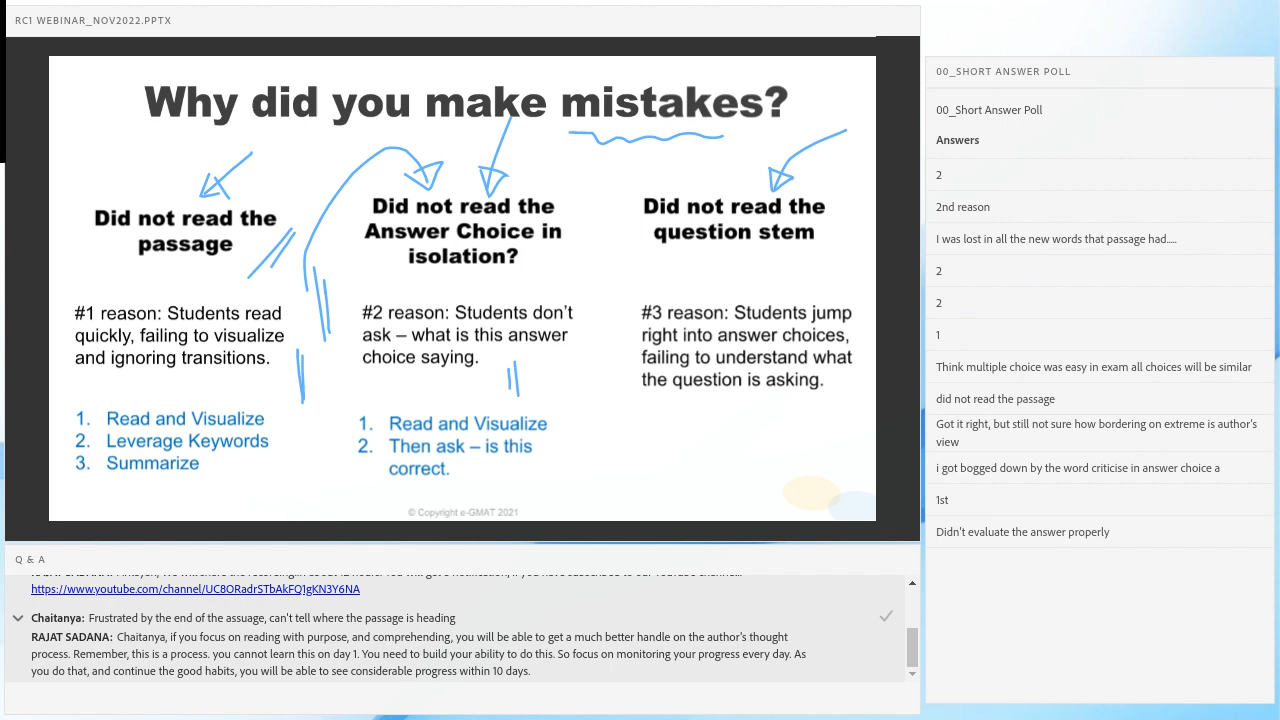 RC1 WEBINAR_NOV2022.PPTX
Why did you make mistakes?
Did not read the
passage
#1 reason: Students read
quickly, failing to visualize
and ignoring transitions.
1. Read and Visualize
2. Leverage Keywords
3. Summarize
Did not read the
Answer Choice in
isolation?
#2 reason: Students don't
ask – what is this answer
choice saying.
1. Read and Visualize
2. Then ask – is this
correct.
Did not read the
question stem
#3 reason: Students jump
right into answer choices,
failing to understand what
the question is asking.
© Copyright e-GMAT 2021
Q & A
https://www.youtube.com/channel/UC8ORadrSTbAkFQ1gKN3Y6NA
Chaitanya: Frustrated by the end of the assuage, can't tell where the passage is heading
RAJAT SADANA: Chaitanya, if you focus on reading with purpose, and comprehending, you will be able to get a much better handle on the author's thought
process. Remember, this is a process. you cannot learn this on day 1. You need to build your ability to do this. So focus on monitoring your progress every day. As
you do that, and continue the good habits, you will be able to see considerable progress within 10 days.
00_SHORT ANSWER POLL
00_Short Answer Poll
Answers
2
2nd reason
I was lost in all the new words that passage had.....
2
2
1
Think multiple choice was easy in exam all choices will be similar
did not read the passage
Got it right, but still not sure how bordering on extreme is author's
view
i got bogged down by the word criticise in answer choice a
1st
Didn't evaluate the answer properly